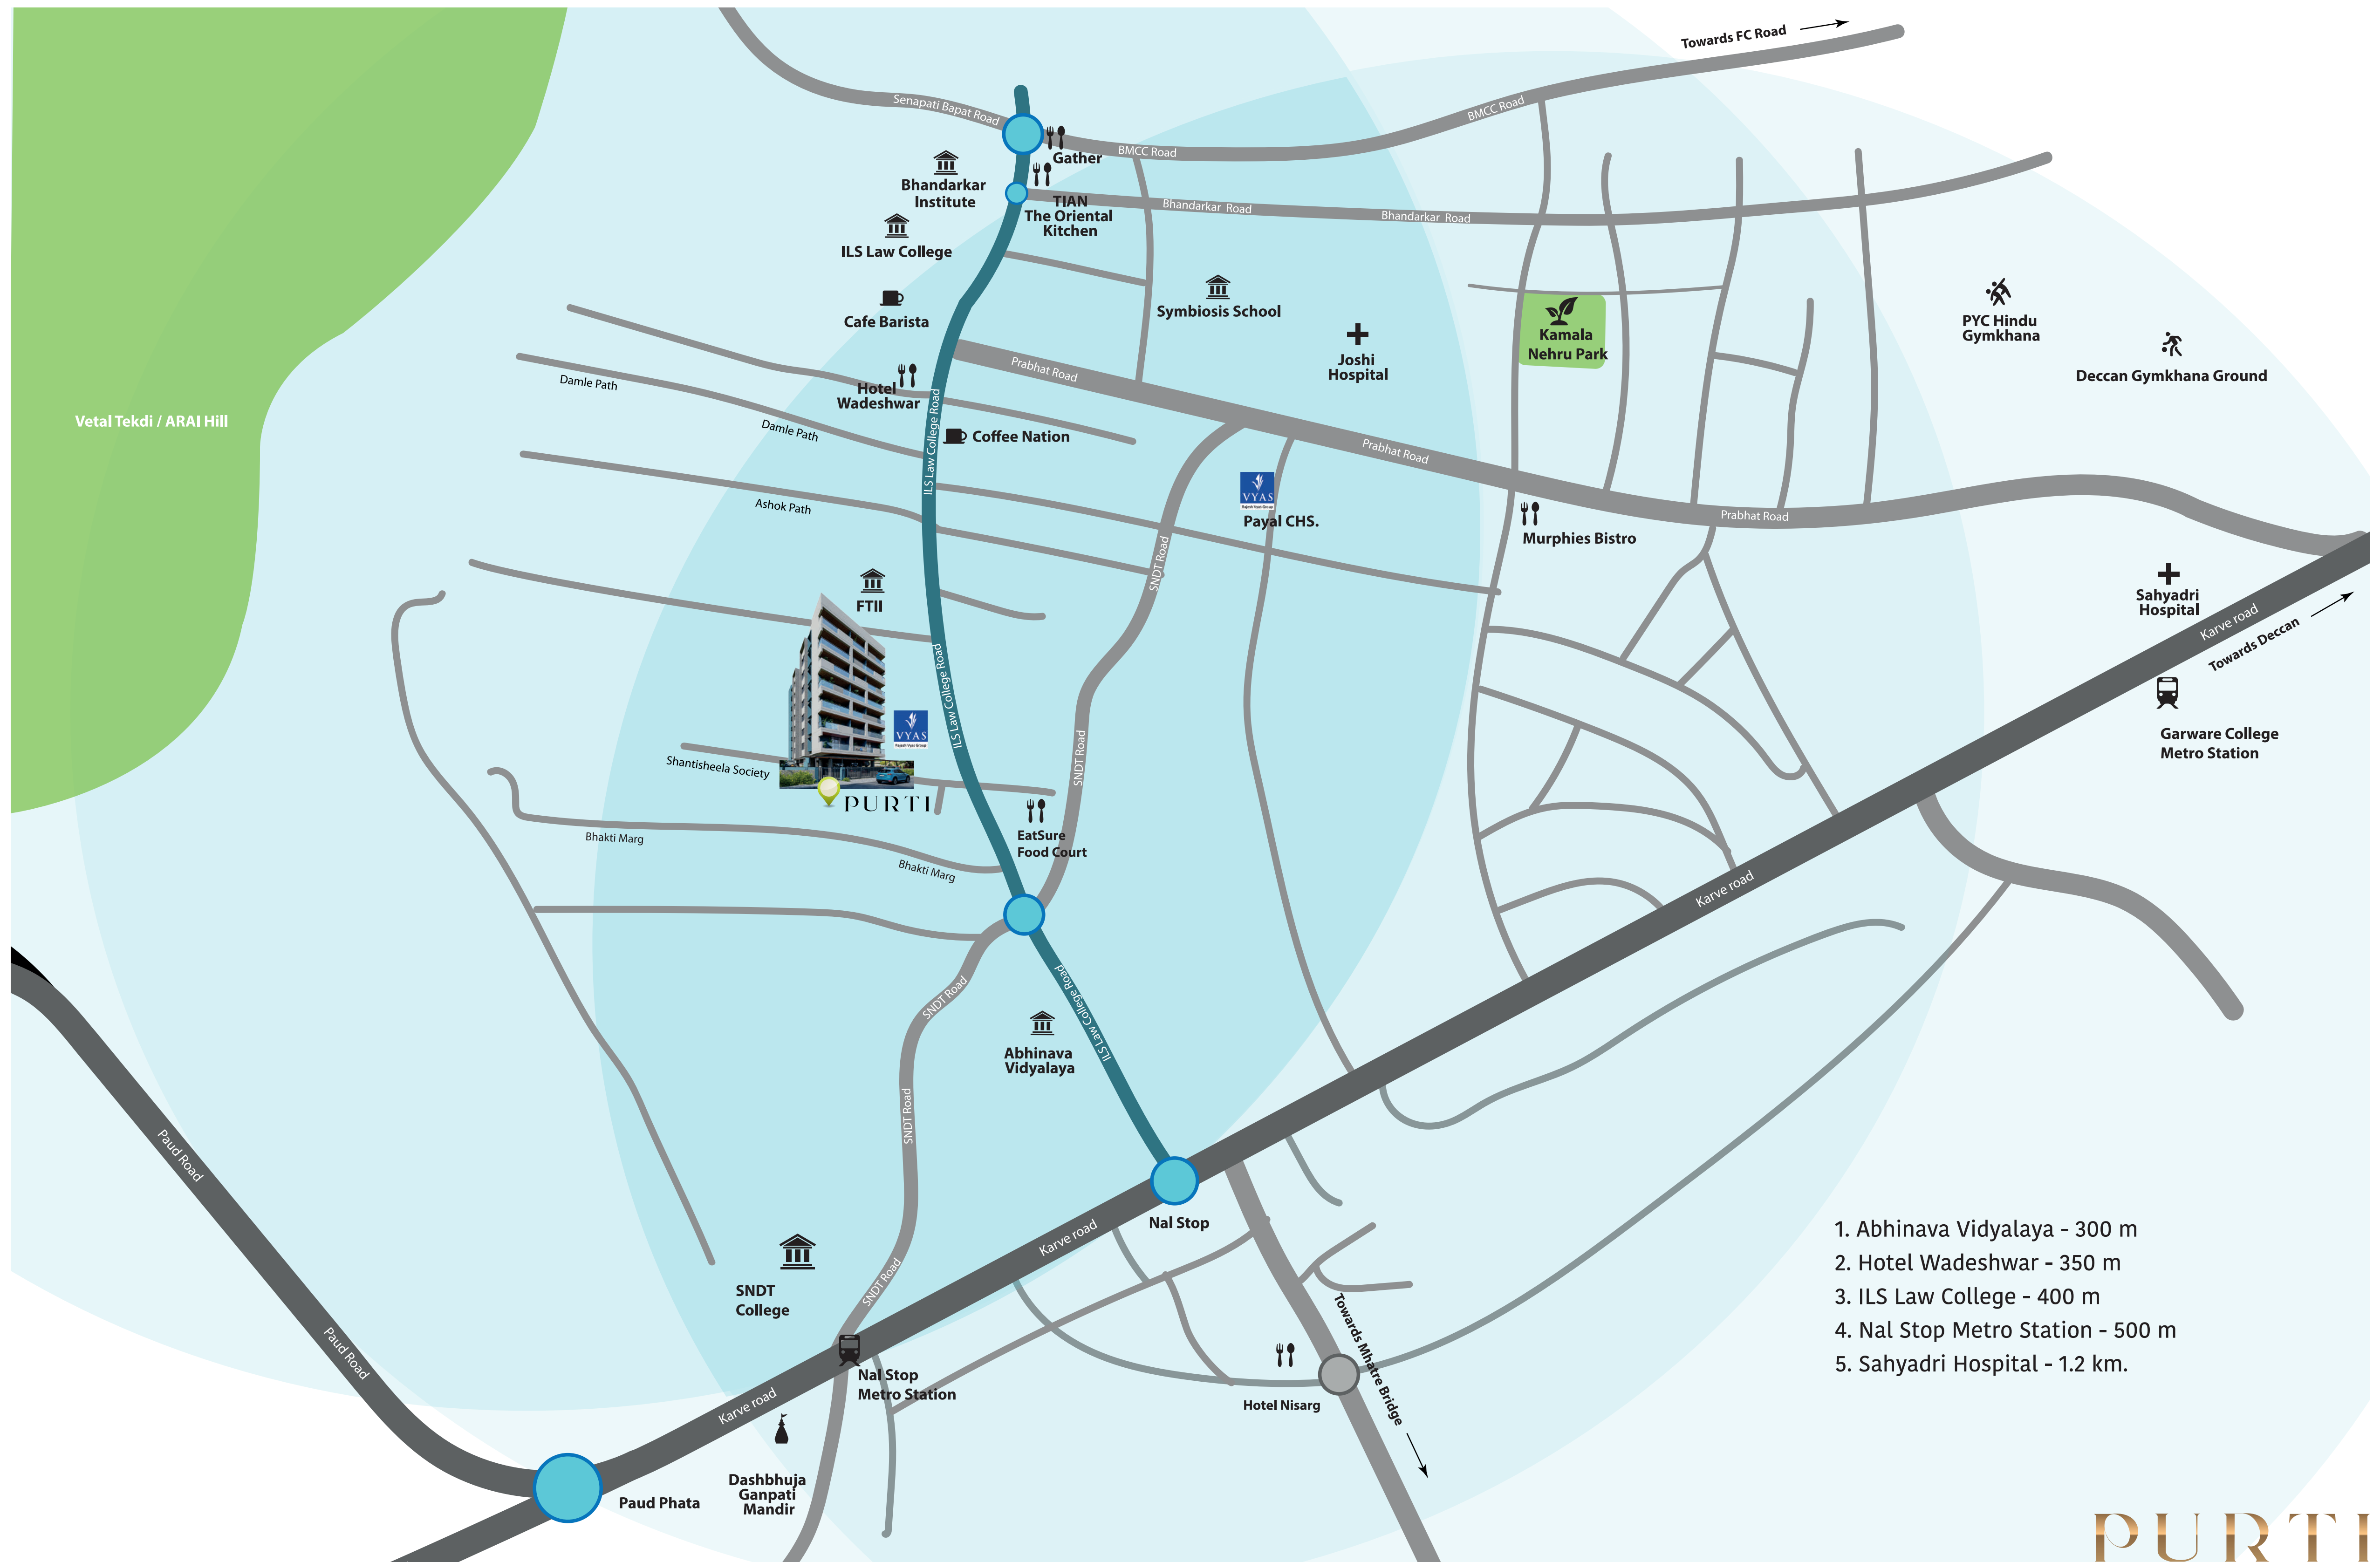 Towards FC Road
Senapati Bapat Road
BMCC Road
BMCC Road
Gather
Bhandarkar
Institute
TIAN
The Oriental
Kitchen
Bhandarkar Road
Bhandarkar Road
ILS Law College
Cafe Barista
Symbiosis School
Joshi
Hospital
Kamala
Nehru Park
PYC Hindu
Gymkhana
Deccan Gymkhana Ground
Vetal Tekdi / ARAI Hill
Damle Path
Damle Path
Hotel
Wadeshwar
Prabhat Road
Prabhat Road
Prabhat Road
Coffee Nation
ILS Law College Road
Ashok Path
VYAS
Rajesh Vyas Group
Payal CHS.
Murphies Bistro
SNDT Road
FTII
Sahyadri
Hospital
Karve road
Towards Deccan
ILS Law College Road
VYAS
Rajesh Vyas Group
Shantisheela Society
PURTI
SNDT Road
Garware College
Metro Station
EatSure
Food Court
Bhakti Marg
Bhakti Marg
Karve road
SNDT Road
ILS Law College Road
Abhinava
Vidyalaya
SNDT Road
Paud Road
Nal Stop
Karve road
SNDT Road
SNDT
College
Paud Road
Nal Stop
Metro Station
Karve road
Towards Mhatre Bridge
Hotel Nisarg
Dashbhuja
Ganpati
Mandir
Paud Phata
1. Abhinava Vidyalaya - 300 m
2. Hotel Wadeshwar - 350 m
3. ILS Law College - 400 m
4. Nal Stop Metro Station - 500 m
5. Sahyadri Hospital - 1.2 km.
PURTI